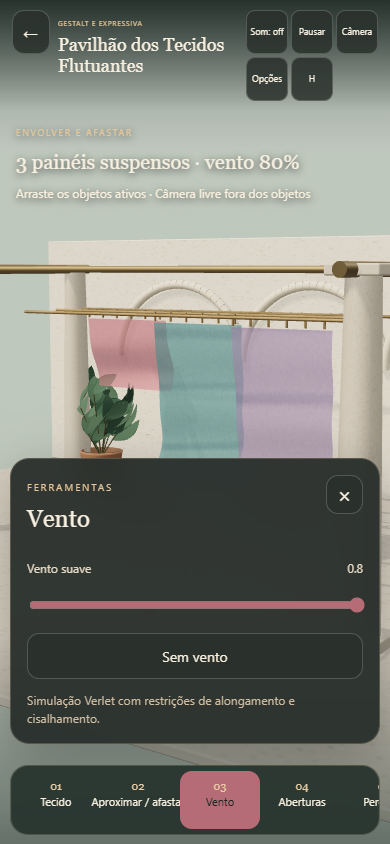 ←
GESTALT E EXPRESSIVA
Pavilhão dos Tecidos
Flutuantes
Som: off
Pausar
Câmera
Opções
H
ENVOLVER E AFASTAR
3 painéis suspensos · vento 80%
Arraste os objetos ativos · Câmera livre fora dos objetos
FERRAMENTAS
×
Vento
Vento suave
0.8
Sem vento
Simulação Verlet com restrições de alongamento e
cisalhamento.
01
Tecido
02
Aproximar / afasta
03
Vento
04
Aberturas
Per